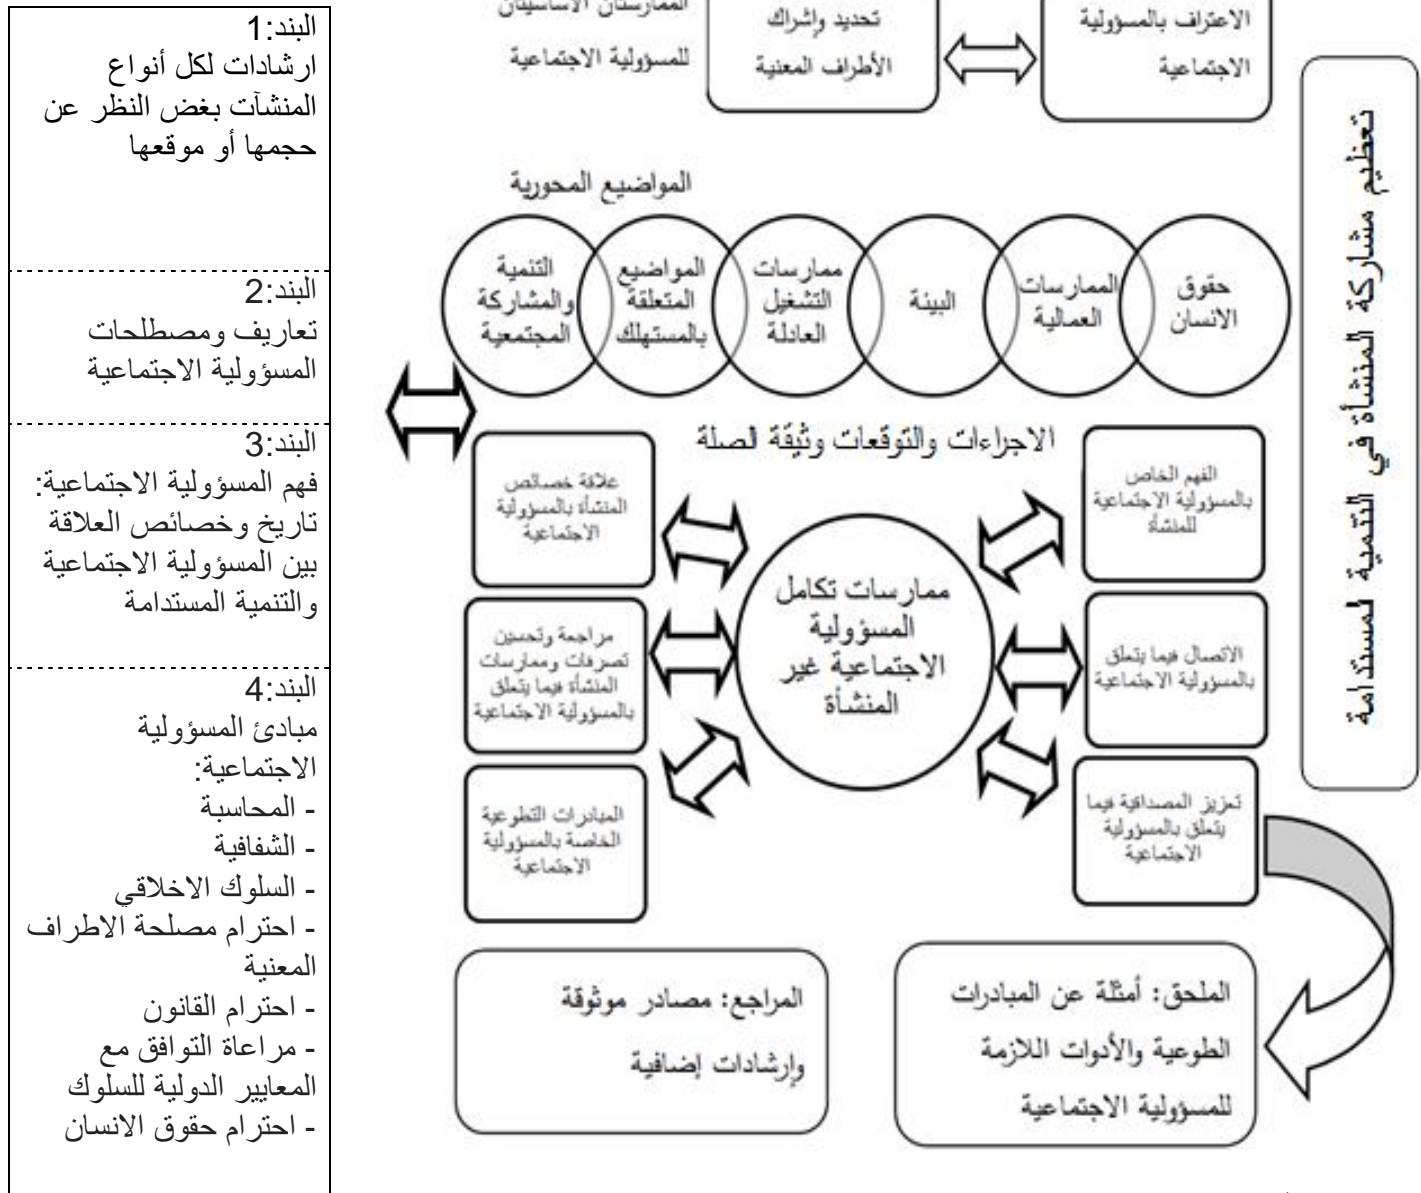 الاعتراف بالمسؤولية
الاجتماعية
تحديد وإشراك
الأطراف المعنية
الممارستان الأساسيتان
للمسؤولية الاجتماعية
تعظيم مشاركة المنشأة في التنمية لمستدامة
المواضيع المحورية
حقوق
الانسان
الممارسات
العمالية
البيئة
ممارسات
التشغيل
العادلة
المواضيع
المتعلقة
بالمستهلك
التنمية
والمشاركة
المجتمعية
الاجراءات والتوقعات وثيقة الصلة
الفهم الخاص
بالمسؤولية الاجتماعية
للمنشأة
علاقة خصائص
المنشأة بالمسؤولية
الاجتماعية
ممارسات تكامل
المسؤولية
الاجتماعية غير
المنشأة
الاتصال فيما يتعلق
بالمسؤولية الاجتماعية
مراجعة وتحسين
تصرفات وممارسات
المنشأة فيما يتعلق
بالمسؤولية الاجتماعية
تعزيز المصداقية فيما
يتعلق بالمسؤولية
الاجتماعية
المبادرات التطوعية
الخاصة بالمسؤولية
الاجتماعية
الملحق: أمثلة عن المبادرات
الطوعية والأدوات اللازمة
للمسؤولية الاجتماعية
المراجع: مصادر موثوقة
وإرشادات إضافية
البند:1
ارشادات لكل أنواع
المنشآت بغض النظر عن
حجمها أو موقعها
البند:2
تعاريف ومصطلحات
المسؤولية الاجتماعية
البند:3
فهم المسؤولية الاجتماعية:
تاريخ وخصائص العلاقة
بين المسؤولية الاجتماعية
والتنمية المستدامة
البند:4
مبادئ المسؤولية
الاجتماعية:
- المحاسبة
- الشفافية
- السلوك الاخلاقي
- احترام مصلحة الاطراف
المعنية
- احترام القانون
- مراعاة التوافق مع
المعايير الدولية للسلوك
- احترام حقوق الانسان